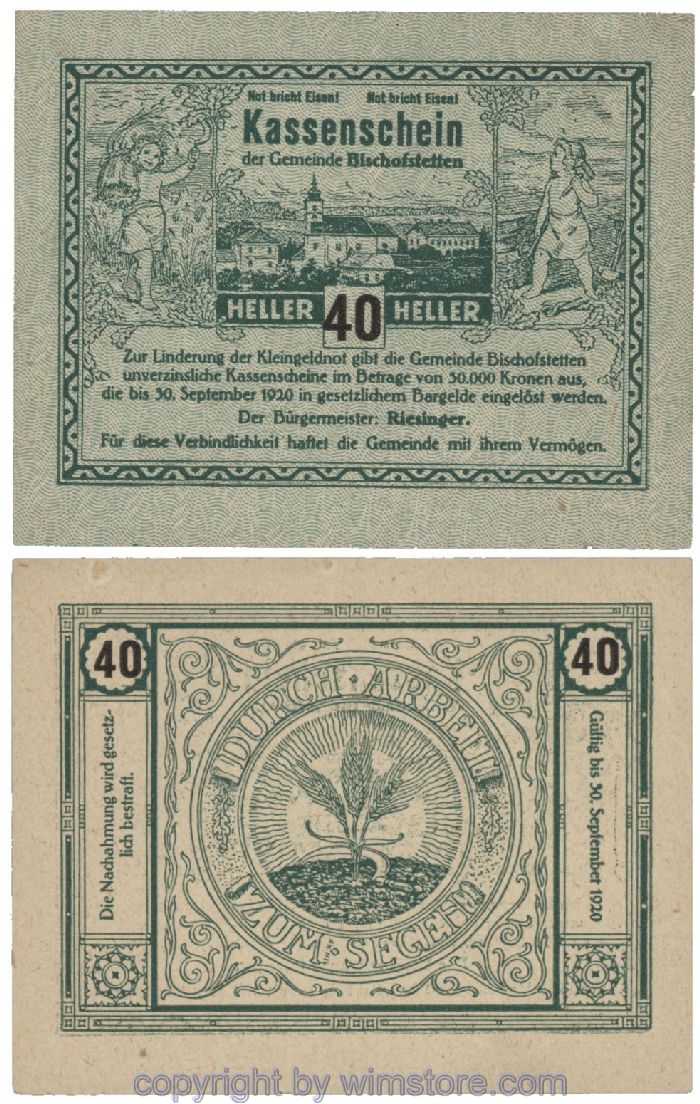 Not bricht Eisen! Not bricht Eisen!
Kassenschein
der Gemeinde Bischofstetten
HELLER 40 HELLER
Zur Linderung der Kleingeldnot gibt die Gemeinde Bischofstetten
unverzinsliche Kassenscheine im Betrage von 30.000 Kronen aus,
die bis 30. September 1920 in gesetzlichem Bargelde eingelöst werden.
Der Bürgermeister: Riesinger.
Für diese Verbindlichkeit haftet die Gemeinde mit ihrem Vermögen.
40
40
DURCH · ARBEIT
ZUM · SEGEN
Die Nachahmung wird gesetz-
lich bestraft.
Gültig bis 30. September 1920
copyright by wimstore.com